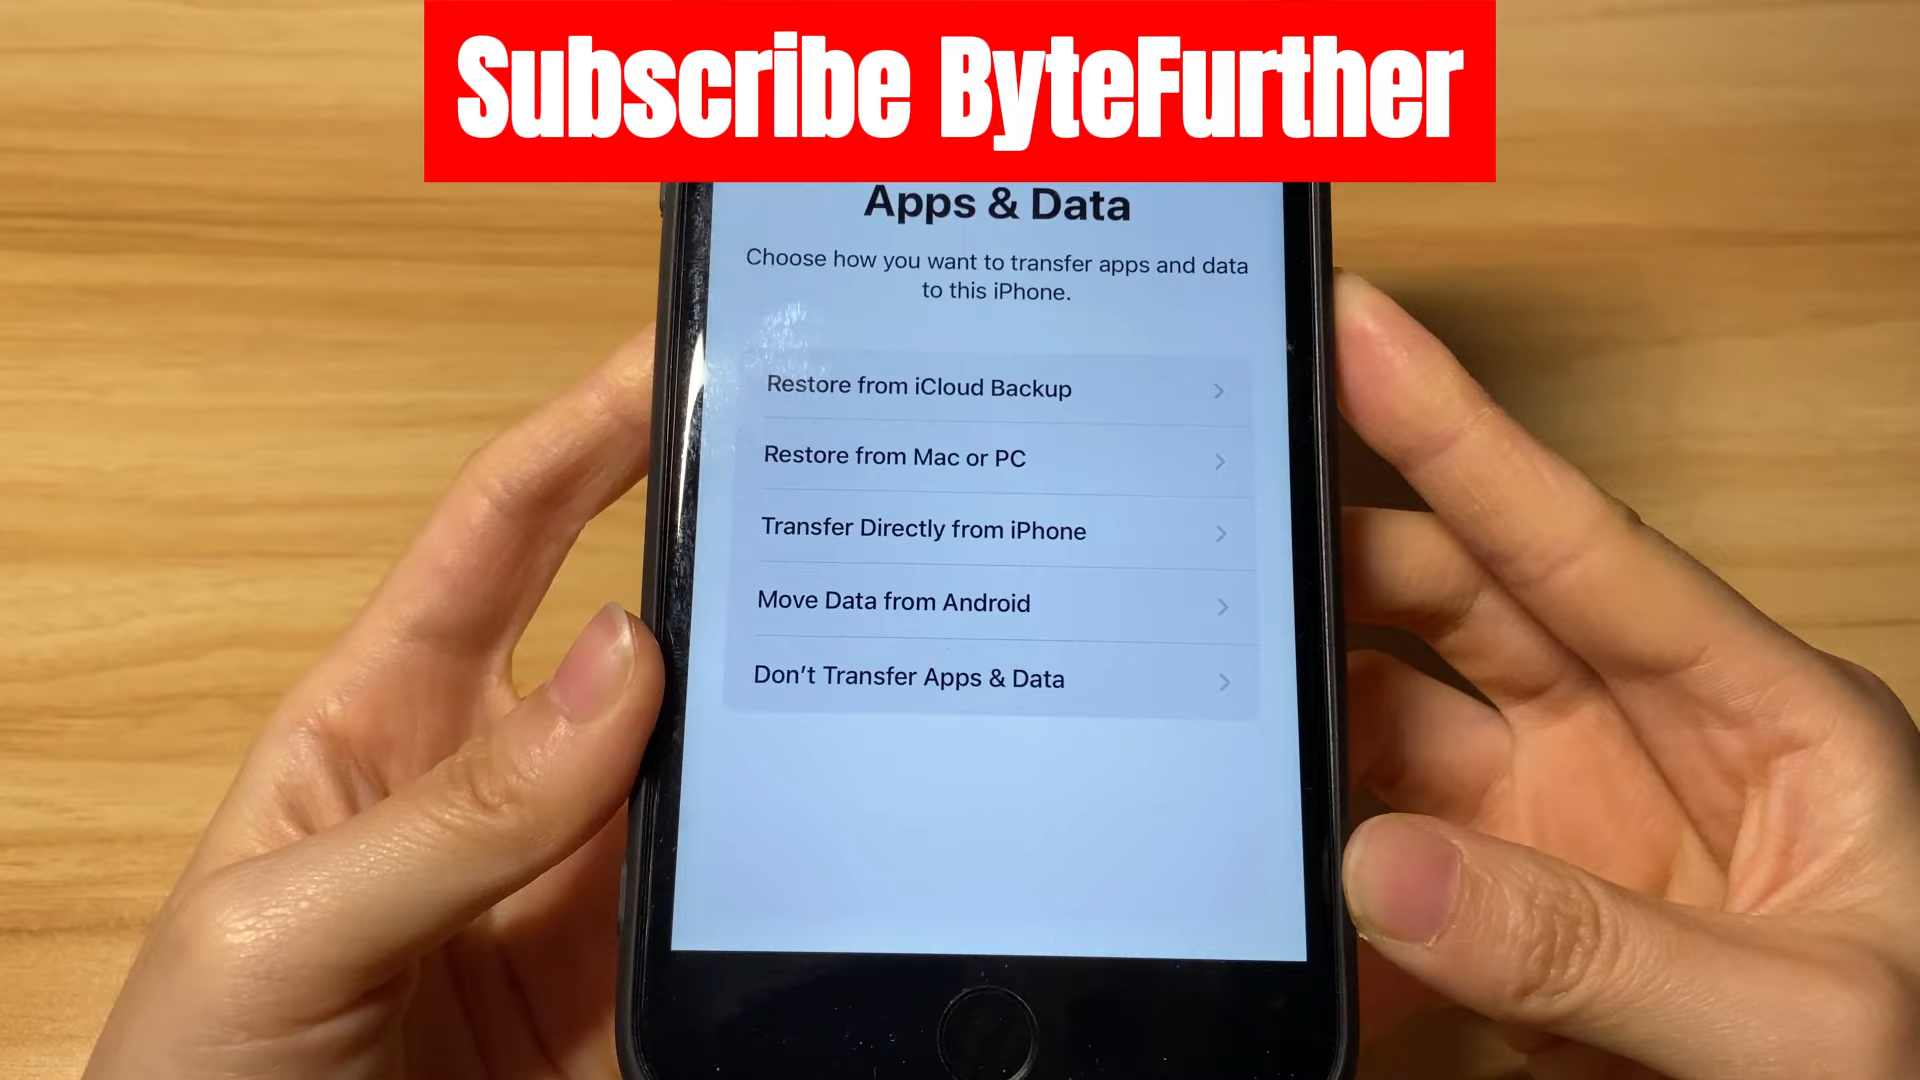 Subscribe ByteFurther
Apps & Data
Choose how you want to transfer apps and data
to this iPhone.
Restore from iCloud Backup
Restore from Mac or PC
Transfer Directly from iPhone
Move Data from Android
Don’t Transfer Apps & Data